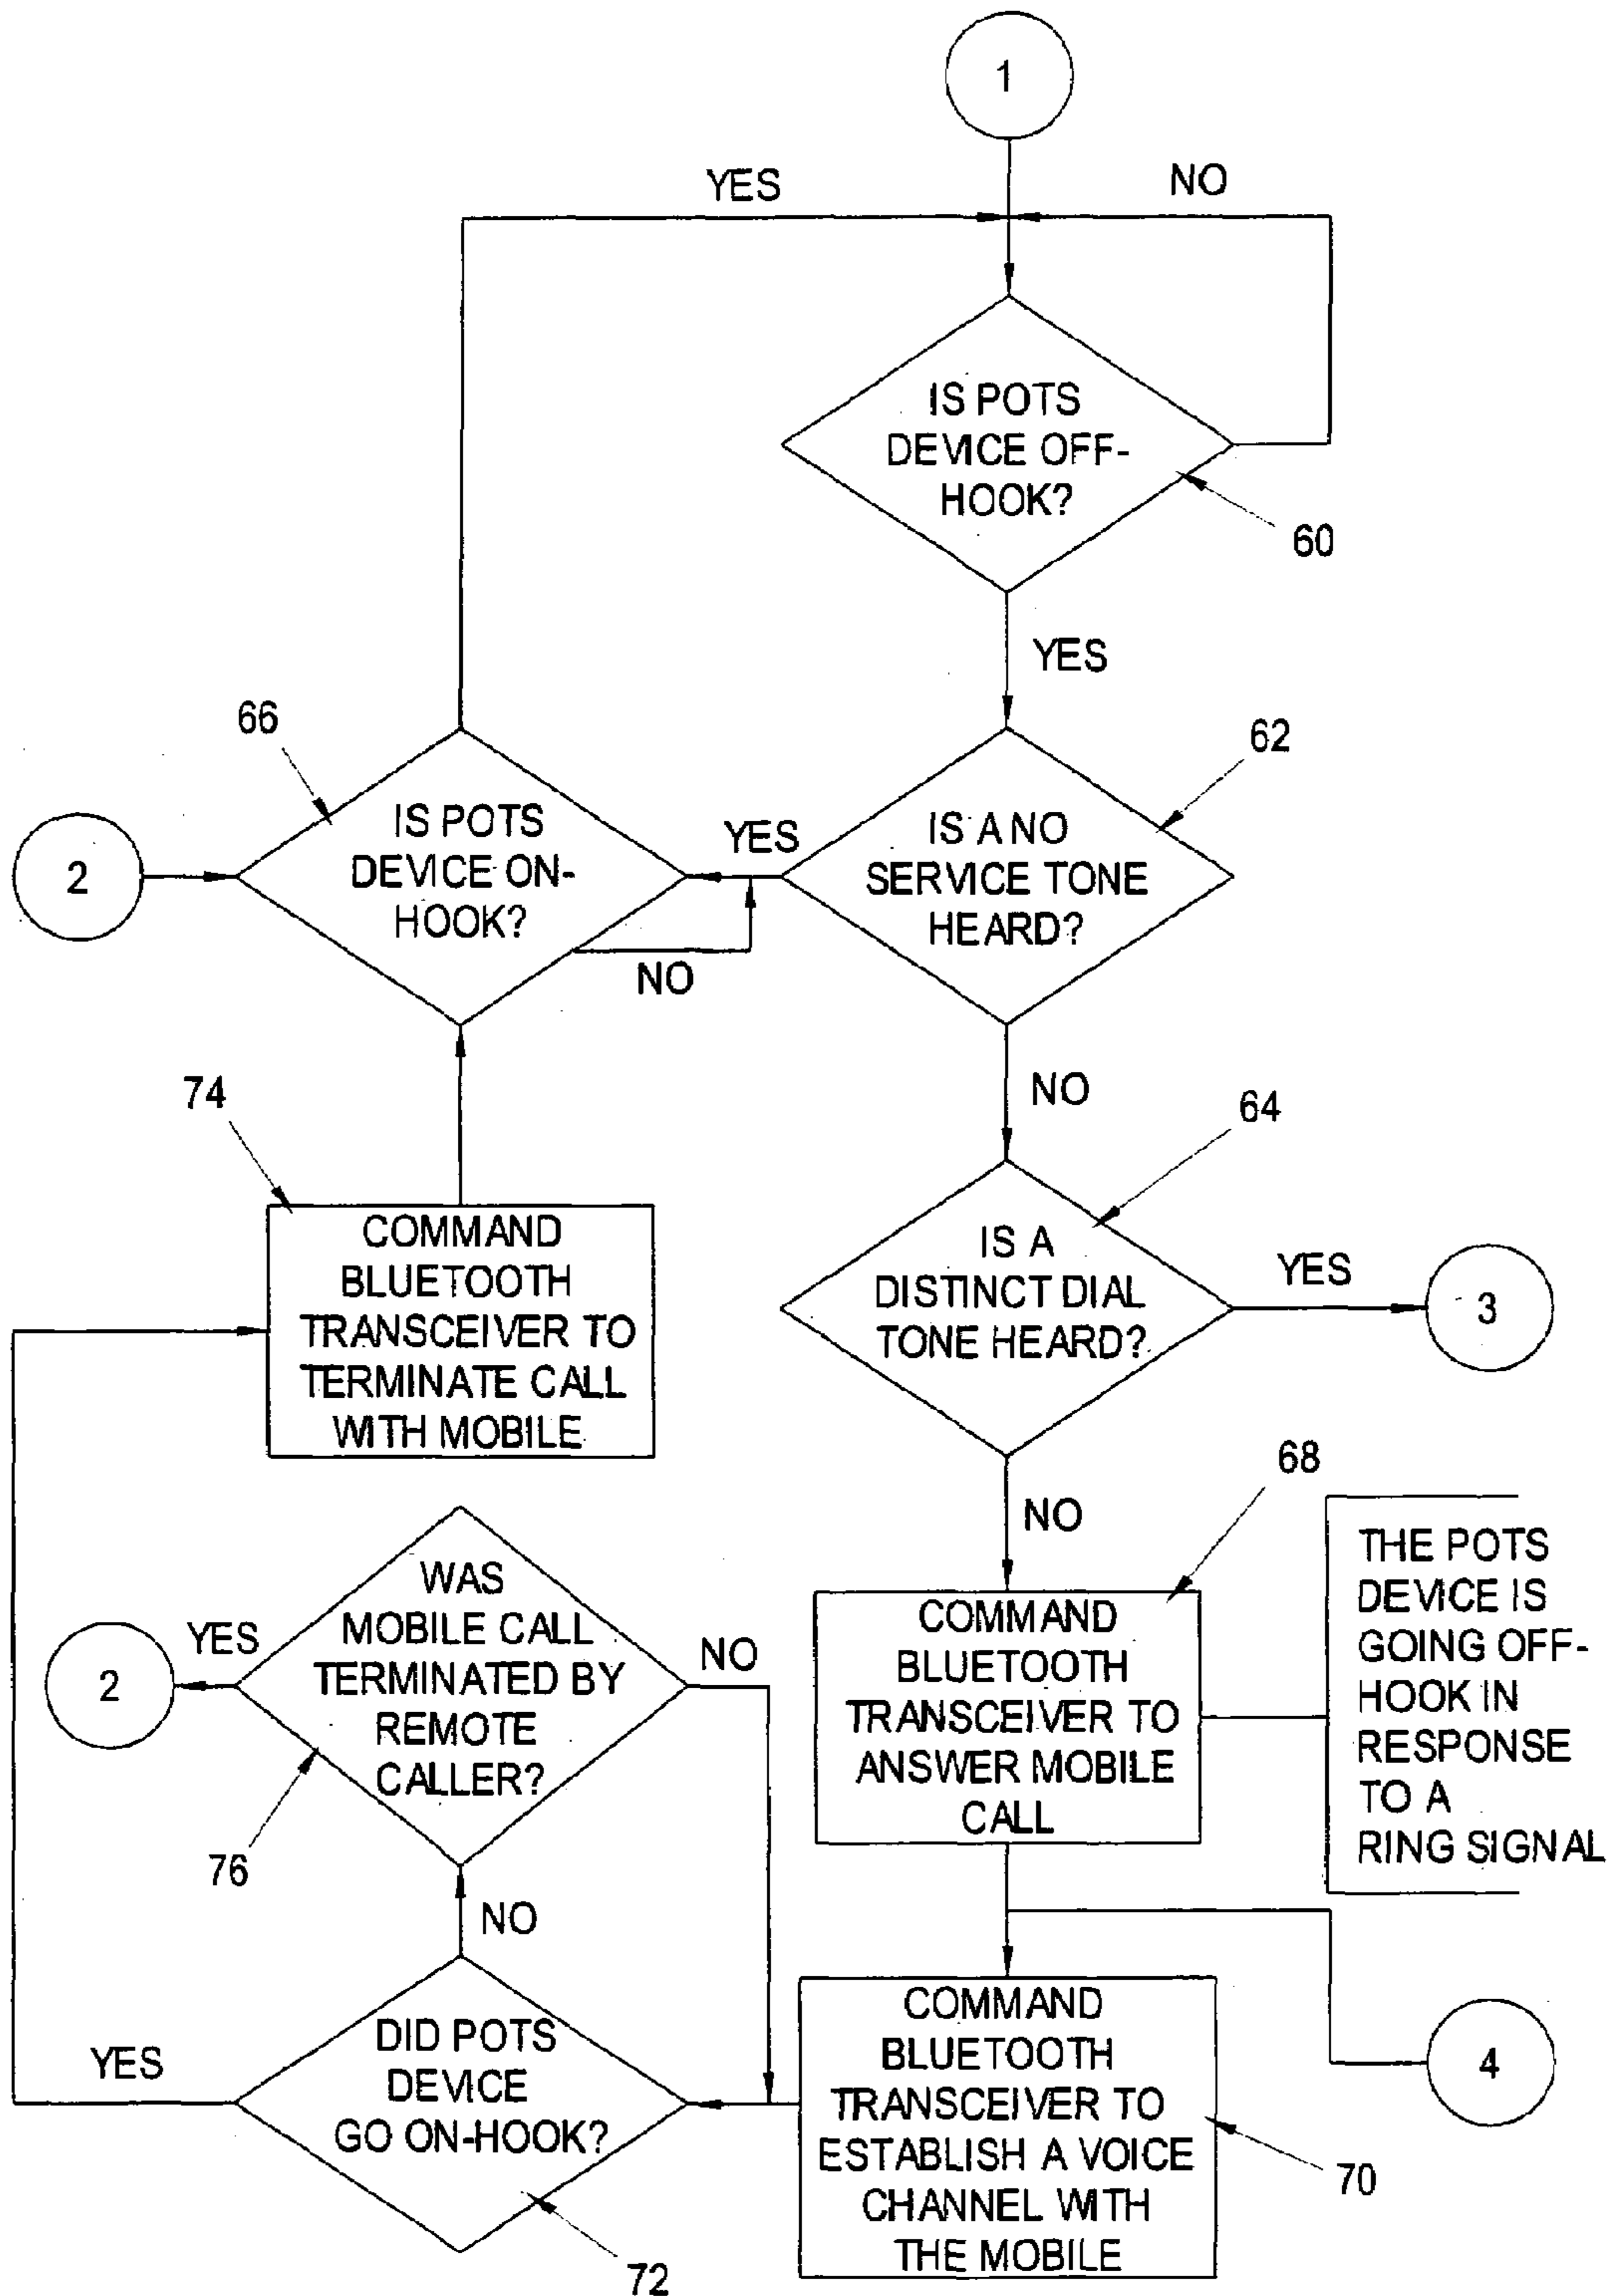 1
YES
NO
IS POTS
DEVICE OFF-
HOOK?
60
YES
66
62
2
IS POTS
DEVICE ON-
HOOK?
YES
IS A NO
SERVICE TONE
HEARD?
NO
NO
74
64
COMMAND
BLUETOOTH
TRANSCEIVER TO
TERMINATE CALL
WITH MOBILE
IS A
DISTINCT DIAL
TONE HEARD?
YES
3
68
NO
THE POTS
DEVICE IS
GOING OFF-
HOOK IN
RESPONSE
TO A
RING SIGNAL
WAS
MOBILE CALL
TERMINATED BY
REMOTE
CALLER?
YES
2
NO
COMMAND
BLUETOOTH
TRANSCEIVER TO
ANSWER MOBILE
CALL
76
NO
DID POTS
DEVICE
GO ON-HOOK?
YES
COMMAND
BLUETOOTH
TRANSCEIVER TO
ESTABLISH A VOICE
CHANNEL WITH
THE MOBILE
4
70
72